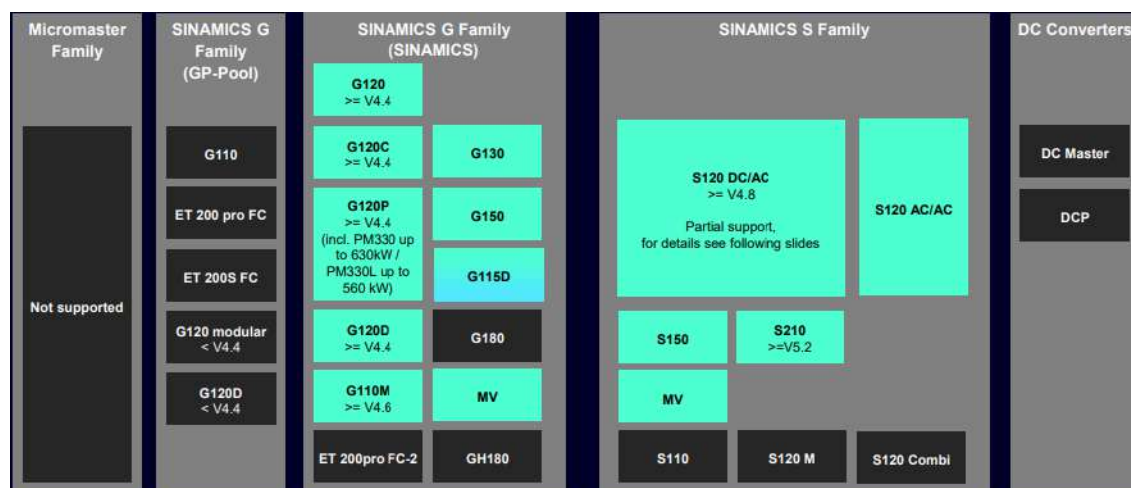 Micromaster
Family
Not supported
SINAMICS G
Family
(GP-Pool)
G110
ET 200 pro FC
ET 200S FC
G120 modular
< V4.4
G120D
< V4.4
SINAMICS G Family
(SINAMICS)
G120
>= V4.4
G120C
>= V4.4
G120P
>= V4.4
(incl. PM330 up
to 630kW /
PM330L up to
560 kW)
G120D
>= V4.4
G110M
>= V4.6
ET 200pro FC-2
G130
G150
G115D
G180
MV
GH180
SINAMICS S Family
S120 DC/AC
>= V4.8
Partial support,
for details see following slides
S120 AC/AC
S150
S210
>=V5.2
MV
S110
S120 M
S120 Combi
DC Converters
DC Master
DCP